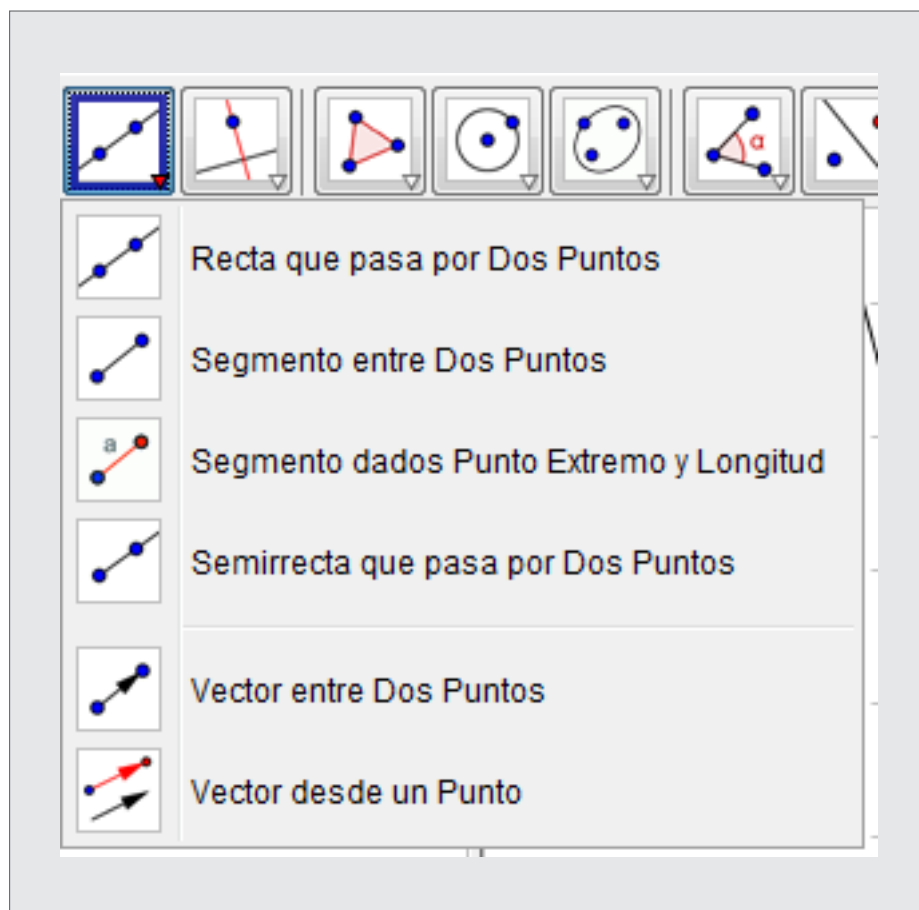 α
Recta que pasa por Dos Puntos
Segmento entre Dos Puntos
a
Segmento dados Punto Extremo y Longitud
Semirrecta que pasa por Dos Puntos
Vector entre Dos Puntos
Vector desde un Punto